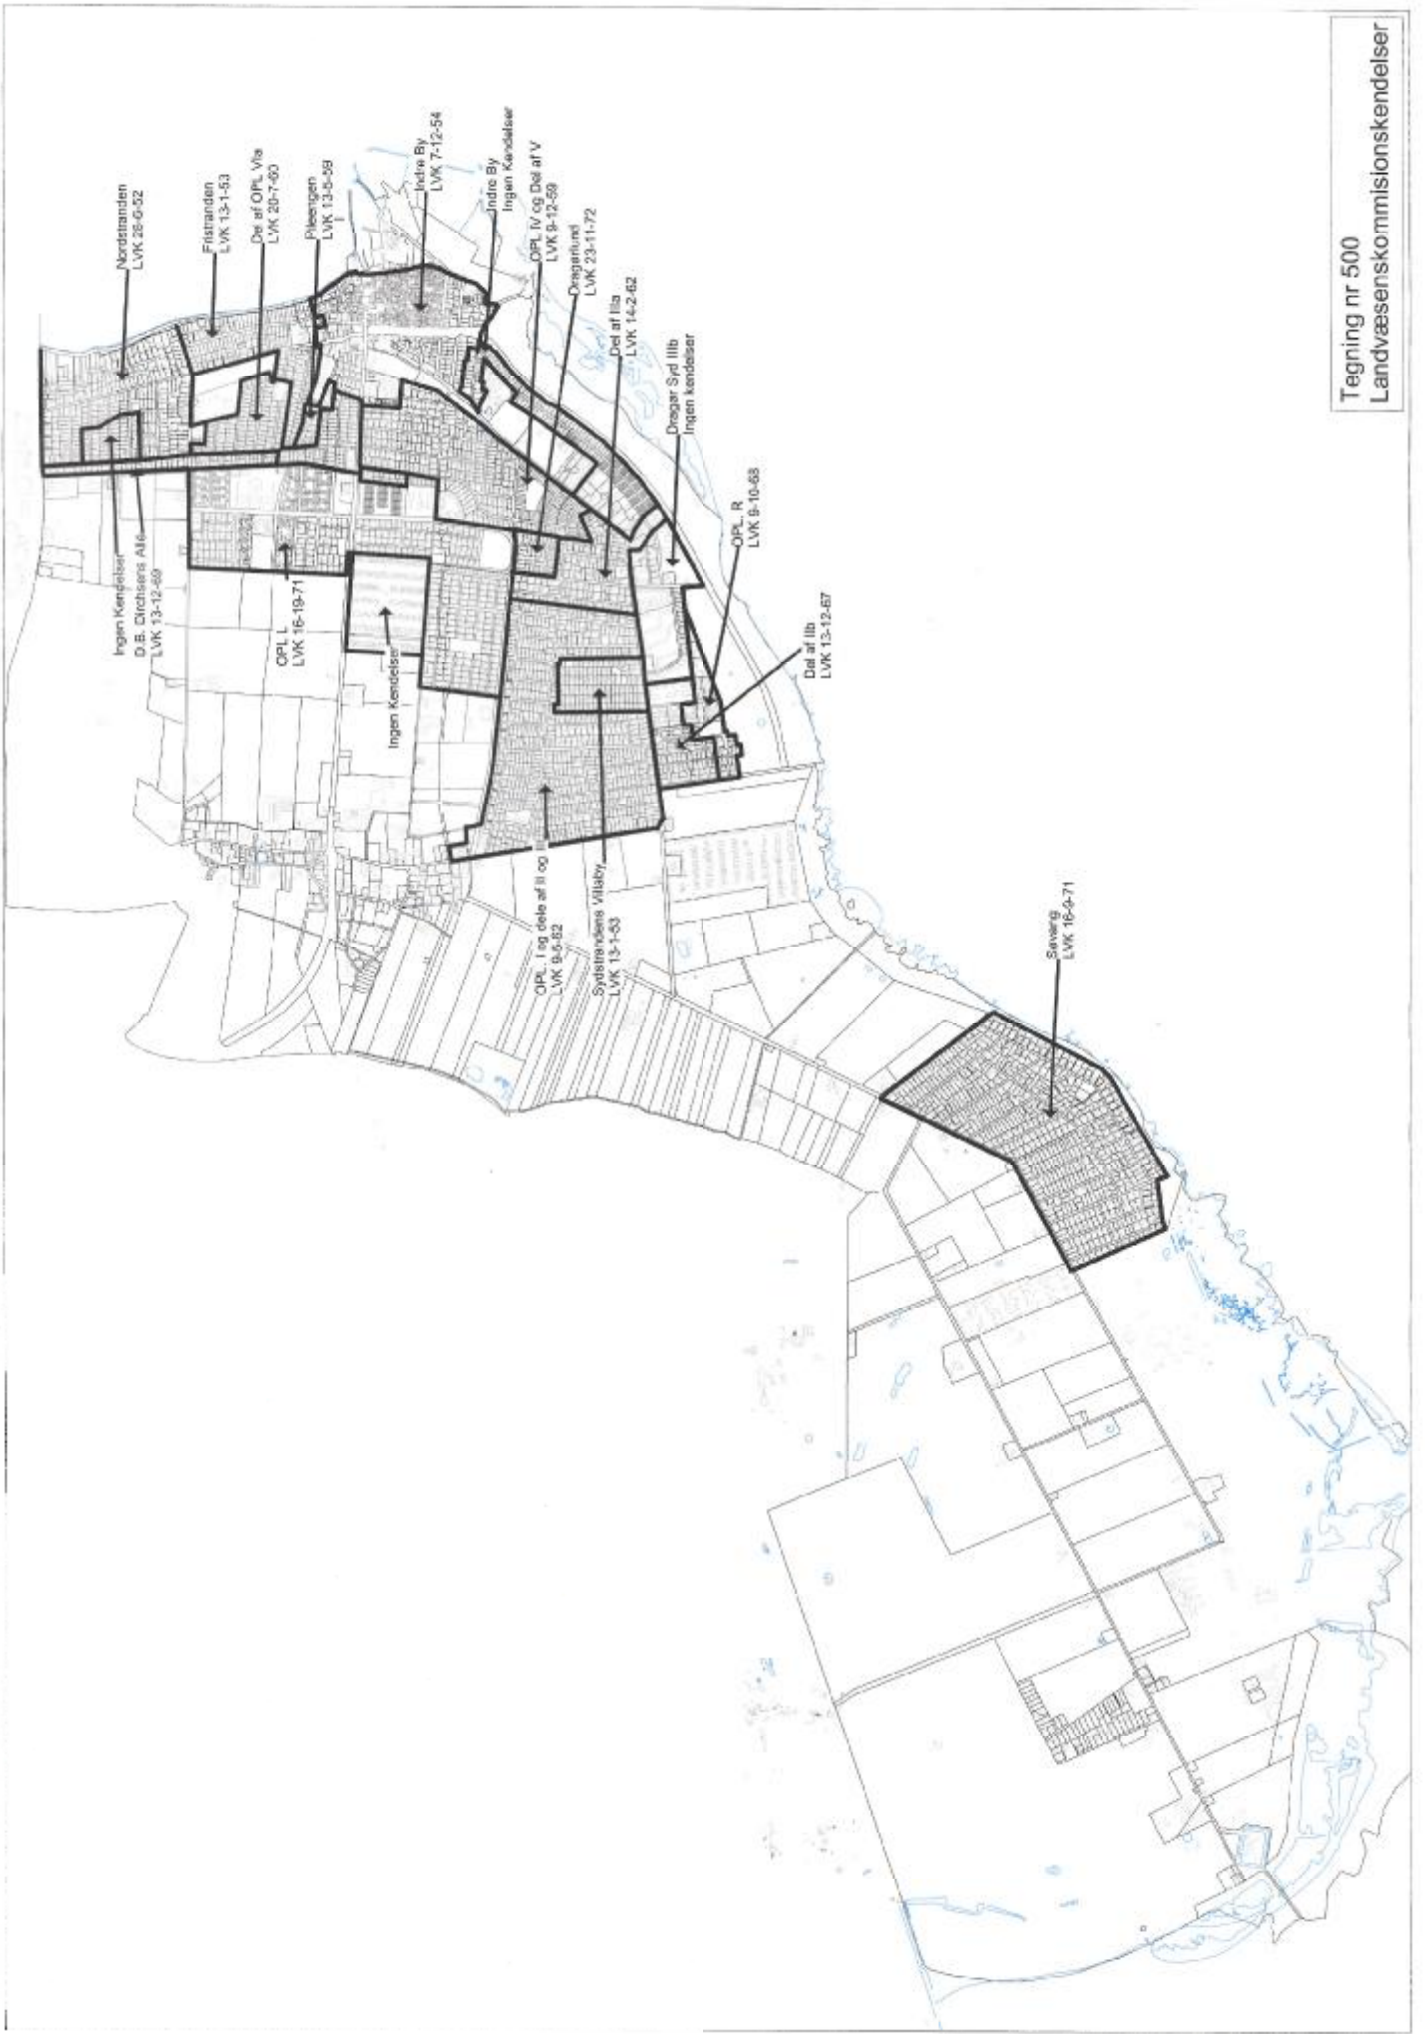 Nordstranden
LVK 26-6-52
Fristranden
LVK 13-1-53
Del af OPL VIa
LVK 20-7-60
Pileengen
LVK 13-5-59
Indre By
LVK 7-12-54
Indre By
Ingen Kendelser
OPL IV og Del af V
LVK 9-12-59
Dragørlund
LVK 23-11-72
Del af IIIa
LVK 14-2-62
Dragør Syd IIIb
Ingen kendelser
OPL. R
LVK 9-10-68
Del af IIb
LVK 13-12-67
Ingen Kendelser
D.B. Dirchsens Allé
LVK 13-12-69
OPL L
LVK 16-19-71
Ingen Kendelser
OPL. I og dele af II og
LVK 9-5-62
Sydstrandens Villaby
LVK 13-1-53
Søvang
LVK 16-9-71
Tegning nr 500
Landvæsenskommisionskendelser